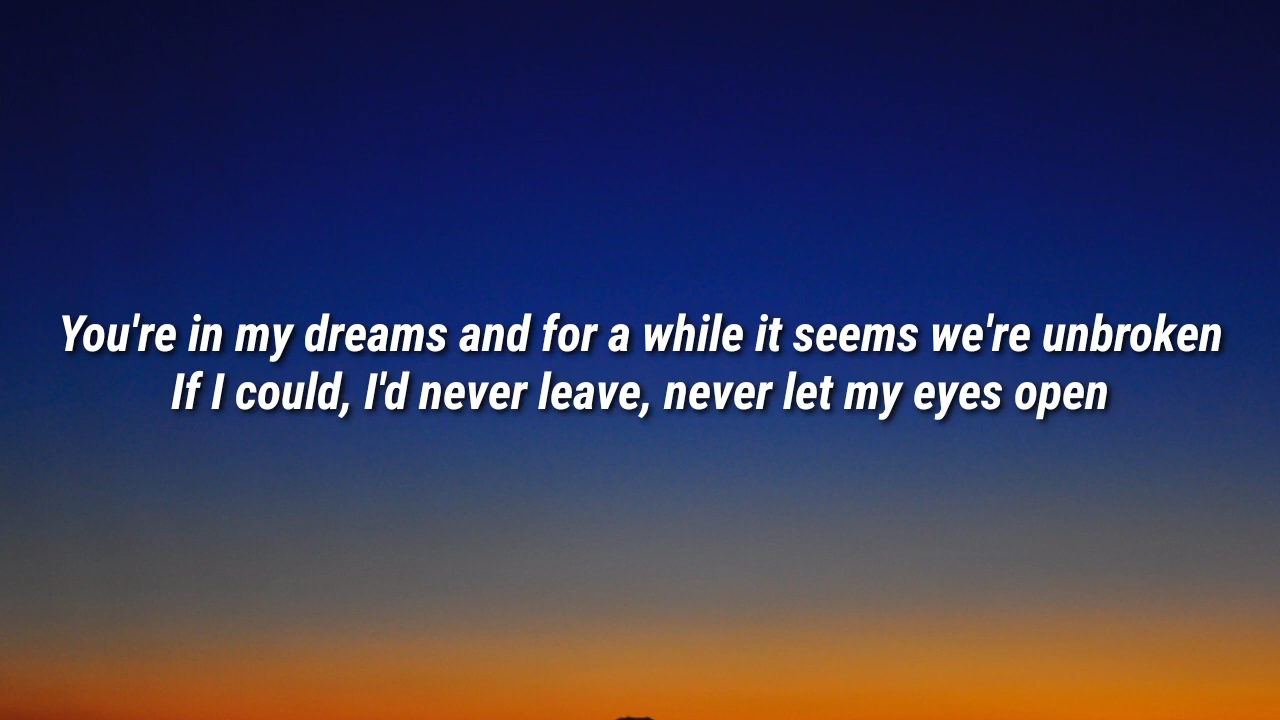 You're in my dreams and for a while it seems we're unbroken
If I could, I'd never leave, never let my eyes open